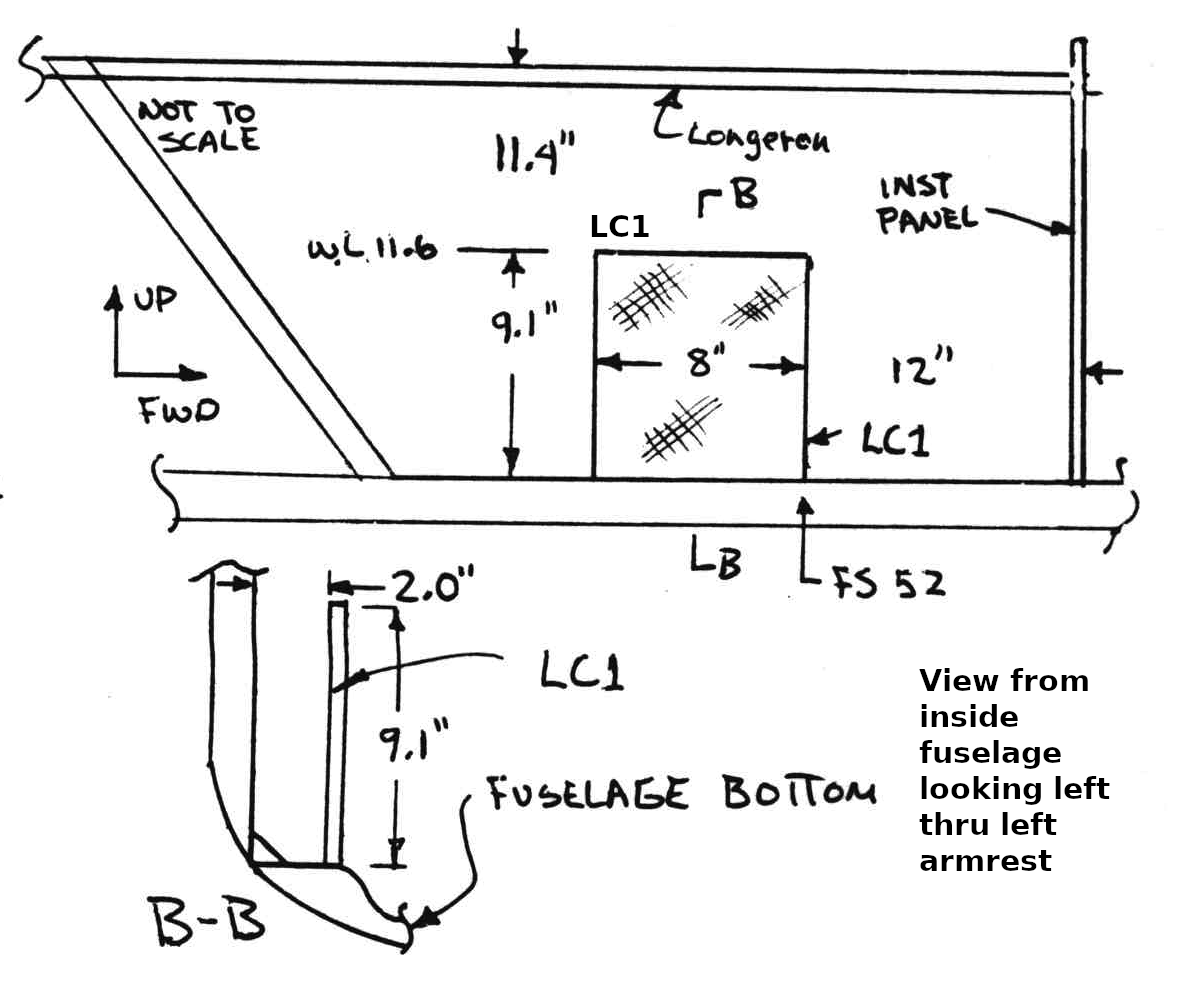 NOT TO
SCALE
11.4"
Longeron
B
INST
PANEL
LC1
W.L. 11.6
9.1"
UP
FWD
8"
12"
LC1
B
FS 52
2.0"
LC1
9.1"
FUSELAGE BOTTOM
B-B
View from
inside
fuselage
looking left
thru left
armrest